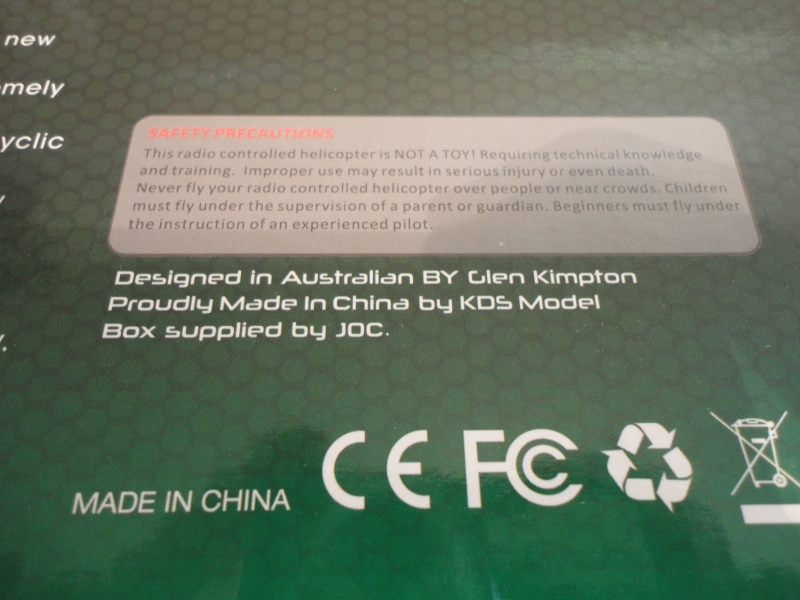 new
emely
yclic
SAFETY PRECAUTIONS
This radio controlled helicopter is NOT A TOY! Requiring technical knowledge
and training. Improper use may result in serious injury or even death.
Never fly your radio controlled helicopter over people or near crowds. Children
must fly under the supervision of a parent or guardian. Beginners must fly under
the instruction of an experienced pilot.
Designed in Australian BY Glen Kimpton
Proudly Made In China by KDS Model
Box supplied by JOC.
MADE IN CHINA CE FC